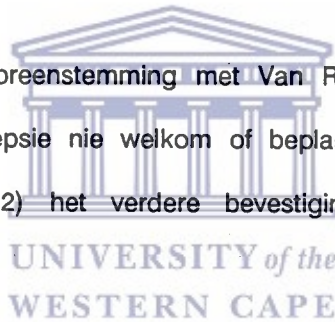 oreenstemming met Van R
epsie nie welkom of bepla
2) het verdere bevestigin
UNIVERSITY of the
WESTERN CAPE